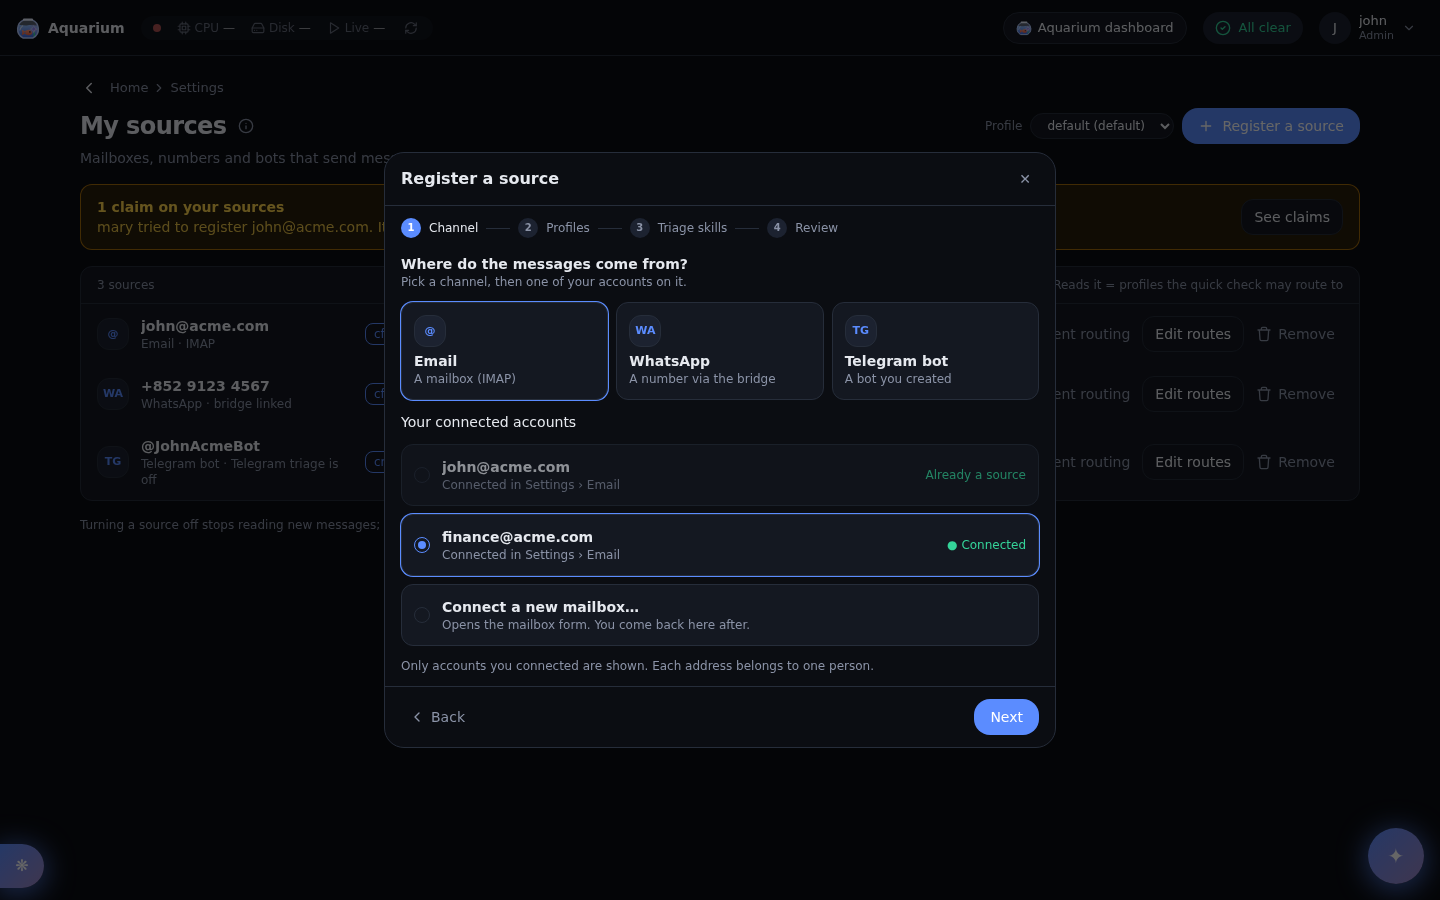 Aquarium
CPU —
Disk —
Live —
Aquarium dashboard
All clear
J
john
Admin
Home
Settings
My sources
Profile
default (default)
Register a source
Mailboxes, numbers and bots that send
1 claim on your sources
mary tried to register john@acme.com.
See claims
3 sources
Reads it = profiles the quick check may route to
@
john@acme.com
Email · IMAP
routing
Edit routes
Remove
WA
+852 9123 4567
WhatsApp · bridge linked
routing
Edit routes
Remove
TG
@JohnAcmeBot
Telegram bot · Telegram triage is
off
routing
Edit routes
Remove
Turning a source off stops reading new messages;
Register a source
×
1 Channel
2 Profiles
3 Triage skills
4 Review
Where do the messages come from?
Pick a channel, then one of your accounts on it.
@
Email
A mailbox (IMAP)
WA
WhatsApp
A number via the bridge
TG
Telegram bot
A bot you created
Your connected accounts
john@acme.com
Connected in Settings › Email
Already a source
finance@acme.com
Connected in Settings › Email
Connected
Connect a new mailbox…
Opens the mailbox form. You come back here after.
Only accounts you connected are shown. Each address belongs to one person.
Back
Next